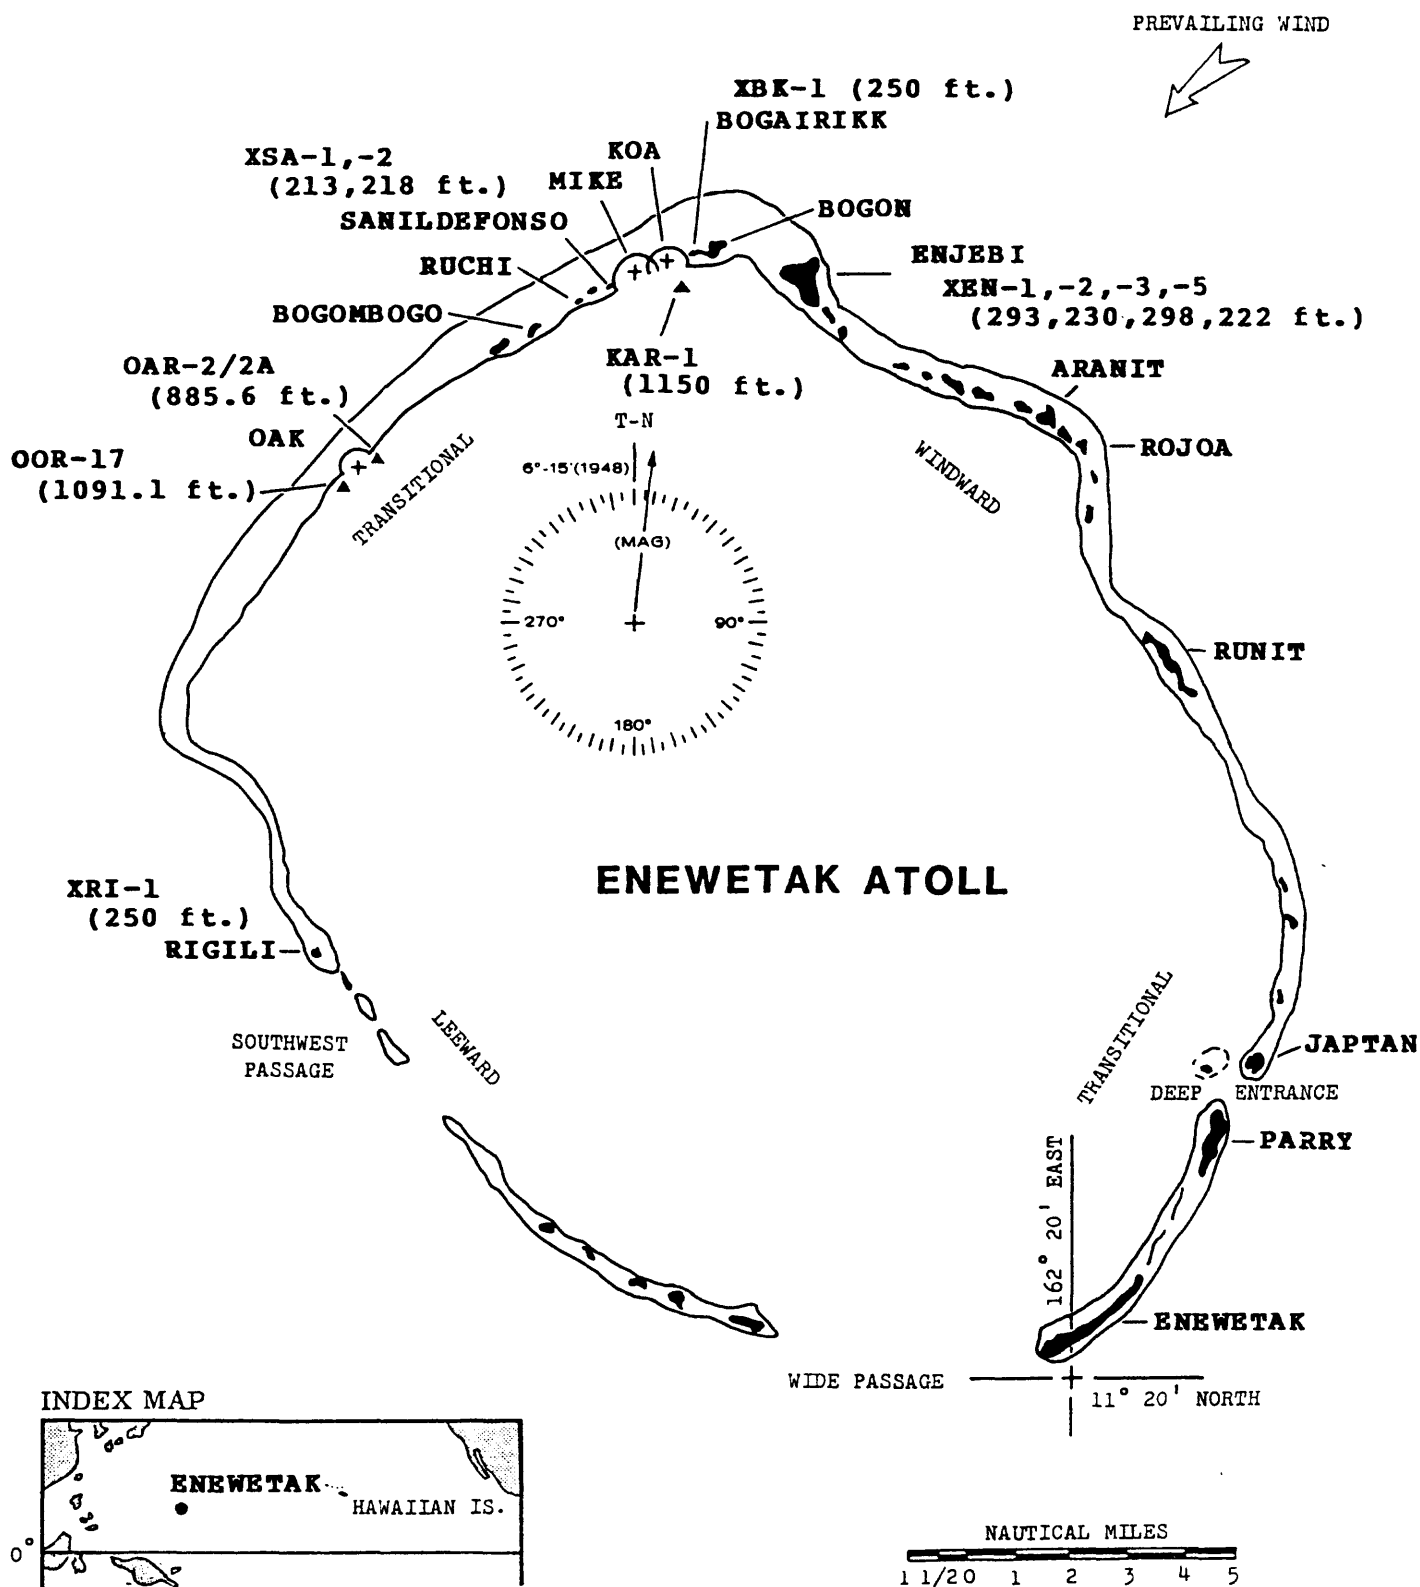 PREVAILING WIND
XBK-1 (250 ft.)
BOGAIRIKK
KOA
XSA-1,-2
(213,218 ft.)
MIKE
SANILDEFONSO
BOGON
RUCHI
ENJEBI
XEN-1,-2,-3,-5
(293,230,298,222 ft.)
BOGOMBOGO
OAR-2/2A
(885.6 ft.)
KAR-1
(1150 ft.)
ARANIT
T-N
OAK
ROJOA
OOR-17
(1091.1 ft.)
6°-15'(1948)
TRANSITIONAL
WINDWARD
(MAG)
270°
90°
180°
RUNIT
ENEWETAK ATOLL
XRI-1
(250 ft.)
RIGILI
SOUTHWEST
PASSAGE
LEEWARD
TRANSITIONAL
JAPTAN
DEEP ENTRANCE
PARRY
162° 20' EAST
ENEWETAK
WIDE PASSAGE
11° 20' NORTH
INDEX MAP
ENEWETAK
HAWAIIAN IS.
0°
NAUTICAL MILES
1 1/2 0 1 2 3 4 5